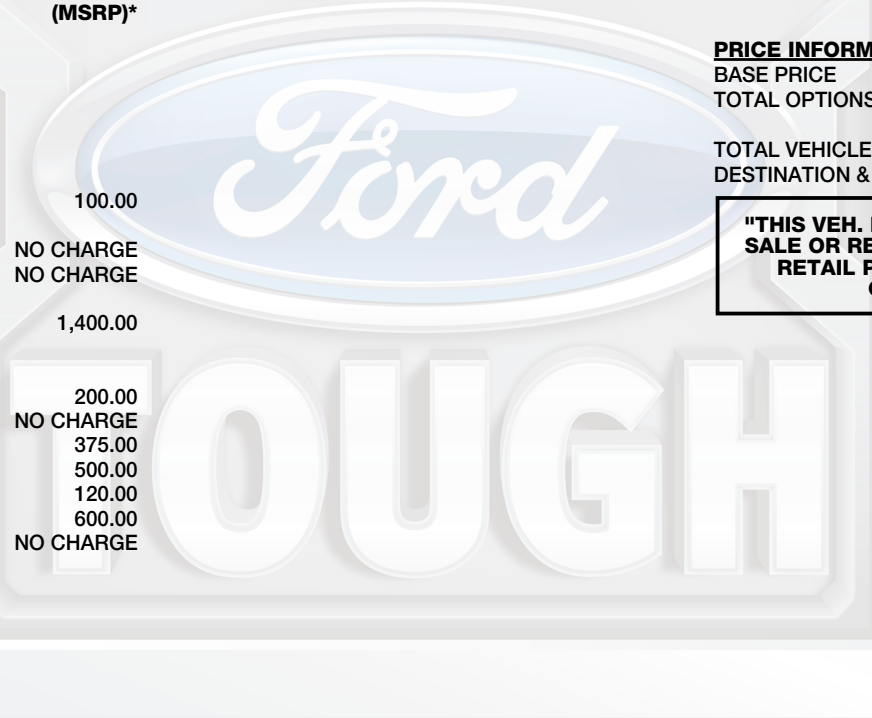 (MSRP)*
100.00
NO CHARGE
NO CHARGE
1,400.00
200.00
NO CHARGE
375.00
500.00
120.00
600.00
NO CHARGE
PRICE INFORM
BASE PRICE
TOTAL OPTIONS
TOTAL VEHICLE
DESTINATION &
"THIS VEH.
SALE OR RE
RETAIL P
Ford
TOUGH